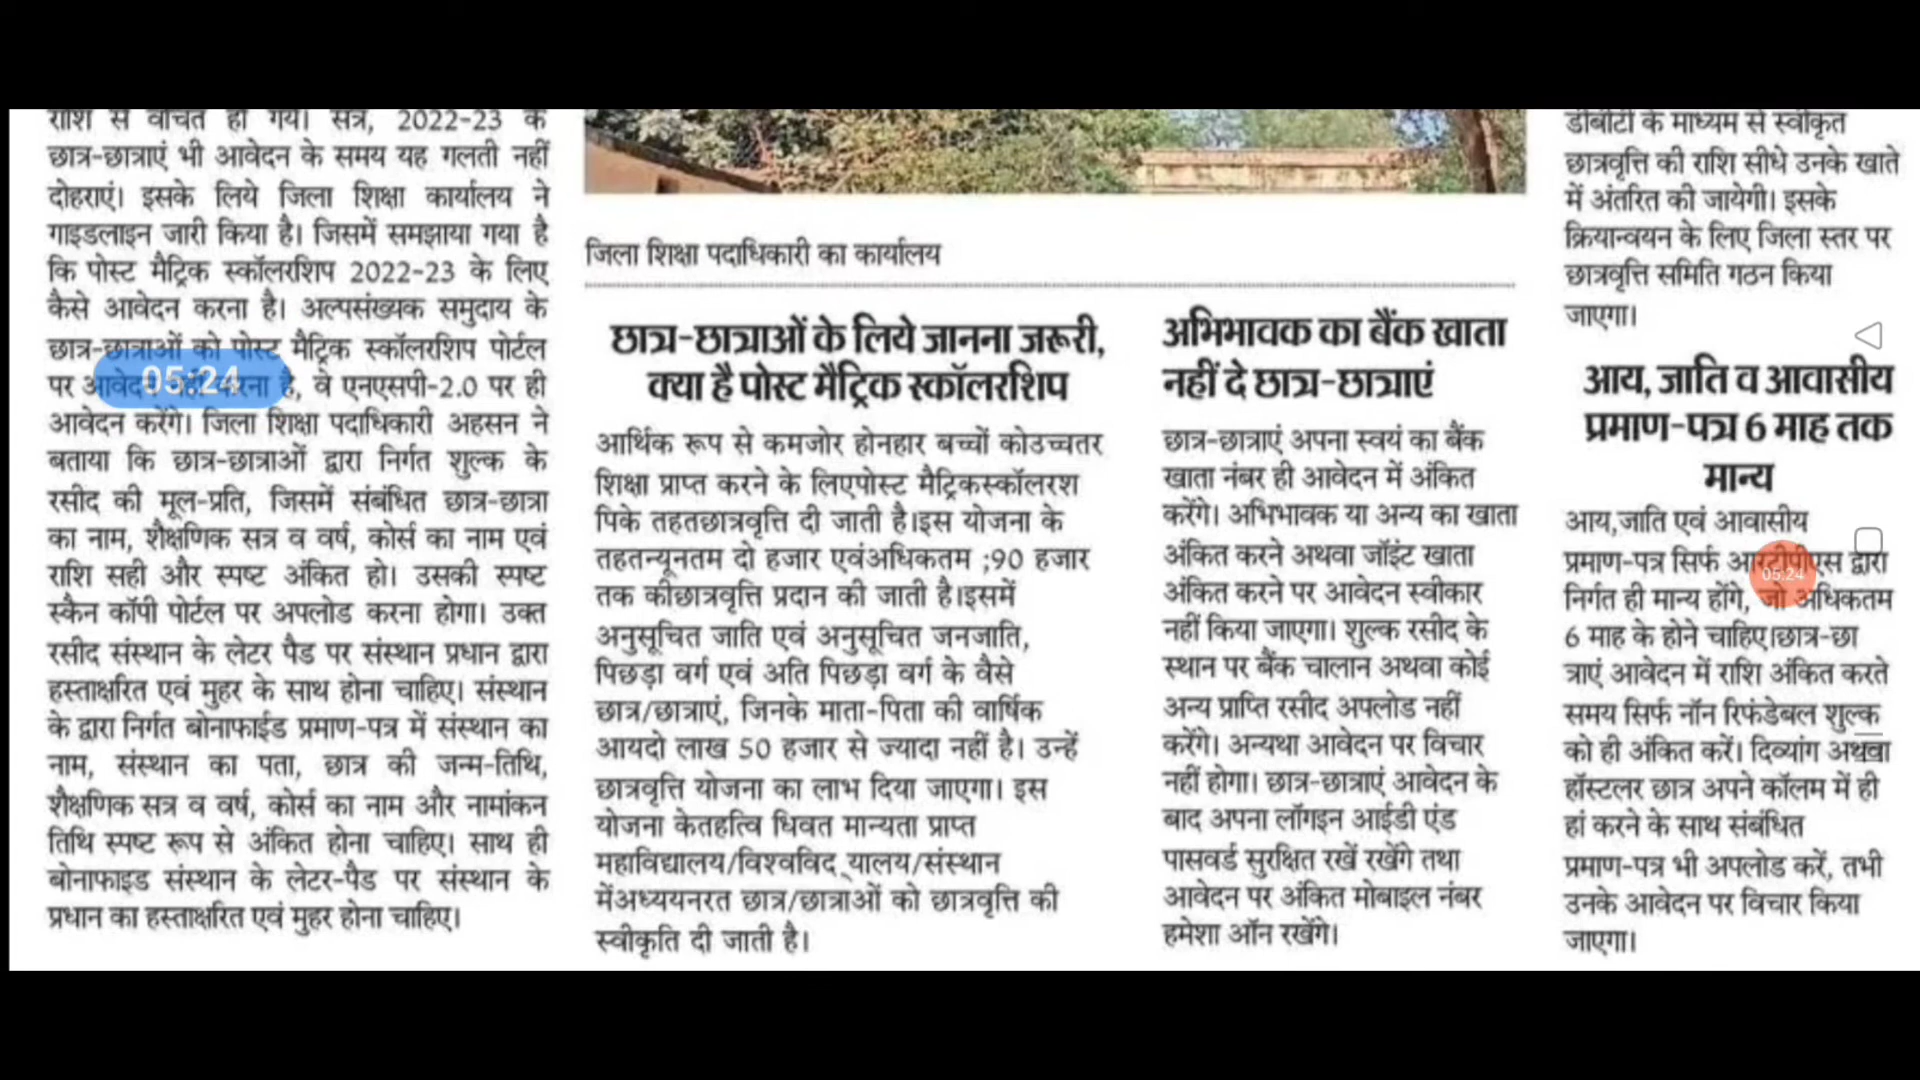 राशि से वंचित हो गये। सत्र, 2022-23 के
छात्र-छात्राएं भी आवेदन के समय यह गलती नहीं
दोहराएं। इसके लिये जिला शिक्षा कार्यालय ने
गाइडलाइन जारी किया है। जिसमें समझाया गया है
कि पोस्ट मैट्रिक स्कॉलरशिप 2022-23 के लिए
कैसे आवेदन करना है। अल्पसंख्यक समुदाय के
छात्र-छात्राओं को पोस्ट मैट्रिक स्कॉलरशिप पोर्टल
पर आवेदन नहीं करना है, वे एनएसपी-2.0 पर ही
05:24
आवेदन करेंगे। जिला शिक्षा पदाधिकारी अहसन ने
बताया कि छात्र-छात्राओं द्वारा निर्गत शुल्क के
रसीद की मूल-प्रति, जिसमें संबंधित छात्र-छात्रा
का नाम, शैक्षणिक सत्र व वर्ष, कोर्स का नाम एवं
राशि सही और स्पष्ट अंकित हो। उसकी स्पष्ट
स्कैन कॉपी पोर्टल पर अपलोड करना होगा। उक्त
रसीद संस्थान के लेटर पैड पर संस्थान प्रधान द्वारा
हस्ताक्षरित एवं मुहर के साथ होना चाहिए। संस्थान
के द्वारा निर्गत बोनाफाईड प्रमाण-पत्र में संस्थान का
नाम, संस्थान का पता, छात्र की जन्म-तिथि,
शैक्षणिक सत्र व वर्ष, कोर्स का नाम और नामांकन
तिथि स्पष्ट रूप से अंकित होना चाहिए। साथ ही
बोनाफाइड संस्थान के लेटर-पैड पर संस्थान के
प्रधान का हस्ताक्षरित एवं मुहर होना चाहिए।
जिला शिक्षा पदाधिकारी का कार्यालय
छात्र-छात्राओं के लिये जानना जरूरी,
क्या है पोस्ट मैट्रिक स्कॉलरशिप
आर्थिक रूप से कमजोर होनहार बच्चों कोउच्चतर
शिक्षा प्राप्त करने के लिएपोस्ट मैट्रिकस्कॉलरश
पिके तहतछात्रवृत्ति दी जाती है।इस योजना के
तहतन्यूनतम दो हजार एवंअधिकतम ;90 हजार
तक कीछात्रवृत्ति प्रदान की जाती है।इसमें
अनुसूचित जाति एवं अनुसूचित जनजाति,
पिछड़ा वर्ग एवं अति पिछड़ा वर्ग के वैसे
छात्र/छात्राएं, जिनके माता-पिता की वार्षिक
आयदो लाख 50 हजार से ज्यादा नहीं है। उन्हें
छात्रवृत्ति योजना का लाभ दिया जाएगा। इस
योजना केतहत्वि धिवत मान्यता प्राप्त
महाविद्यालय/विश्वविद्‌यालय/संस्थान
मेंअध्ययनरत छात्र/छात्राओं को छात्रवृत्ति की
स्वीकृति दी जाती है।
अभिभावक का बैंक खाता
नहीं दे छात्र-छात्राएं
छात्र-छात्राएं अपना स्वयं का बैंक
खाता नंबर ही आवेदन में अंकित
करेंगे। अभिभावक या अन्य का खाता
अंकित करने अथवा जॉइंट खाता
अंकित करने पर आवेदन स्वीकार
नहीं किया जाएगा। शुल्क रसीद के
स्थान पर बैंक चालान अथवा कोई
अन्य प्राप्ति रसीद अपलोड नहीं
करेंगे। अन्यथा आवेदन पर विचार
नहीं होगा। छात्र-छात्राएं आवेदन के
बाद अपना लॉगइन आईडी एंड
पासवर्ड सुरक्षित रखें रखेंगे तथा
आवेदन पर अंकित मोबाइल नंबर
हमेशा ऑन रखेंगे।
डीबीटी के माध्यम से स्वीकृत
छात्रवृत्ति की राशि सीधे उनके खाते
में अंतरित की जायेगी। इसके
क्रियान्वयन के लिए जिला स्तर पर
छात्रवृत्ति समिति गठन किया
जाएगा।
आय, जाति व आवासीय
प्रमाण-पत्र 6 माह तक
मान्य
आय,जाति एवं आवासीय
प्रमाण-पत्र सिर्फ आरटीपीएस द्वारा
05:24
निर्गत ही मान्य होंगे, जो अधिकतम
6 माह के होने चाहिए।छात्र-छा
त्राएं आवेदन में राशि अंकित करते
समय सिर्फ नॉन रिफंडेबल शुल्क
को ही अंकित करें। दिव्यांग अथवा
हॉस्टलर छात्र अपने कॉलम में ही
हां करने के साथ संबंधित
प्रमाण-पत्र भी अपलोड करें, तभी
उनके आवेदन पर विचार किया
जाएगा।